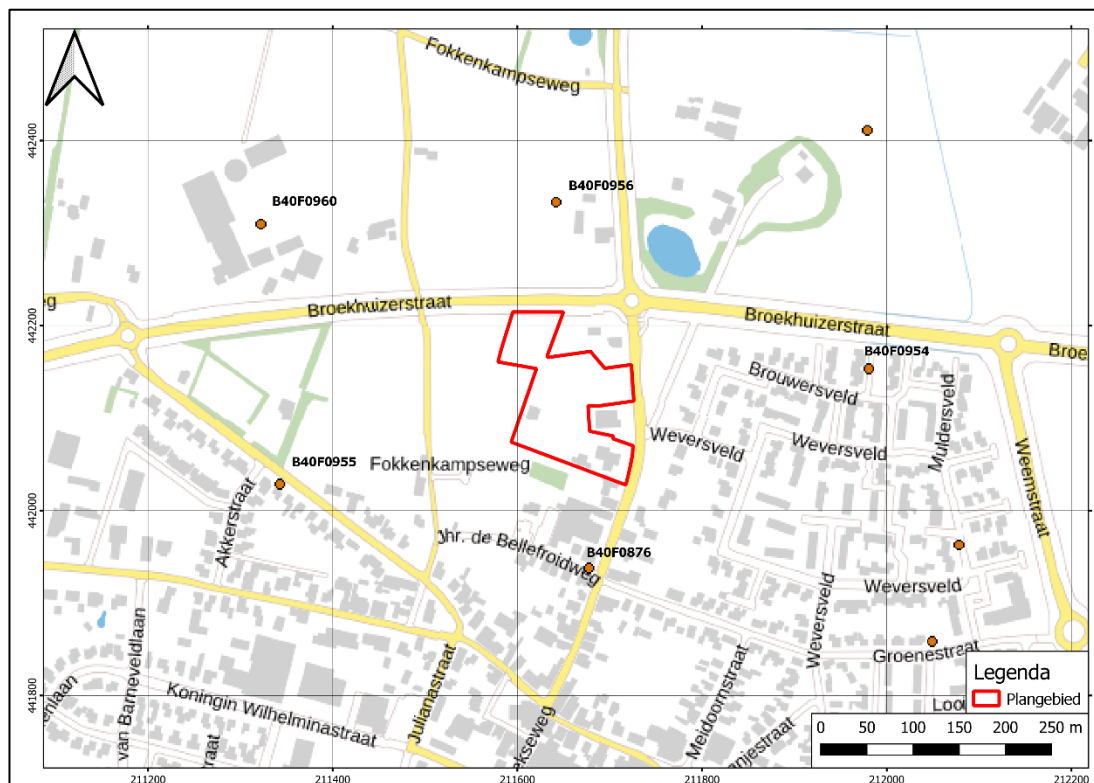 Fokkenkampseweg
442400
B40F0956
B40F0960
Broekhuizerstraat
Broekhuizerstraat
442200
B40F0954
Brouwersveld
Muldersveld
Weversveld
Weversveld
B40F0955
Fokkenkampseweg
Weemstraat
442000
Akkerstraat
Jhr. de Bellefroidweg
B40F0876
Weversveld
Weversveld
Groenestraat
van Barneveldlaan
Koningin Wilhelminastraat
Julianastraat
Meidoornstraat
441800
Legenda
Plangebied
0 50 100 150 200 250 m
211200 211400 211600 211800 212000 212200